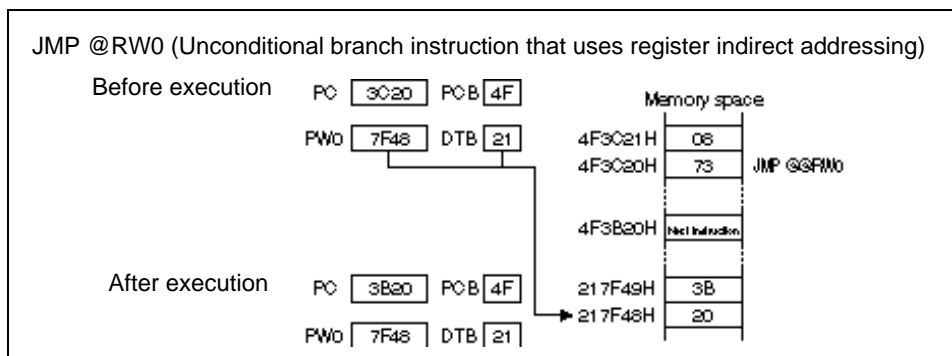 JMP @RW0 (Unconditional branch instruction that uses register indirect addressing)
Before execution PC 3C20 PCB 4F Memory space
PW0 7F48 DTB 21 4F3C21H 08
4F3C20H 73 JMP @@RW0
4F3B20H Next instruction
After execution PC 3B20 PCB 4F 217F49H 3B
217F48H 20
PW0 7F48 DTB 21